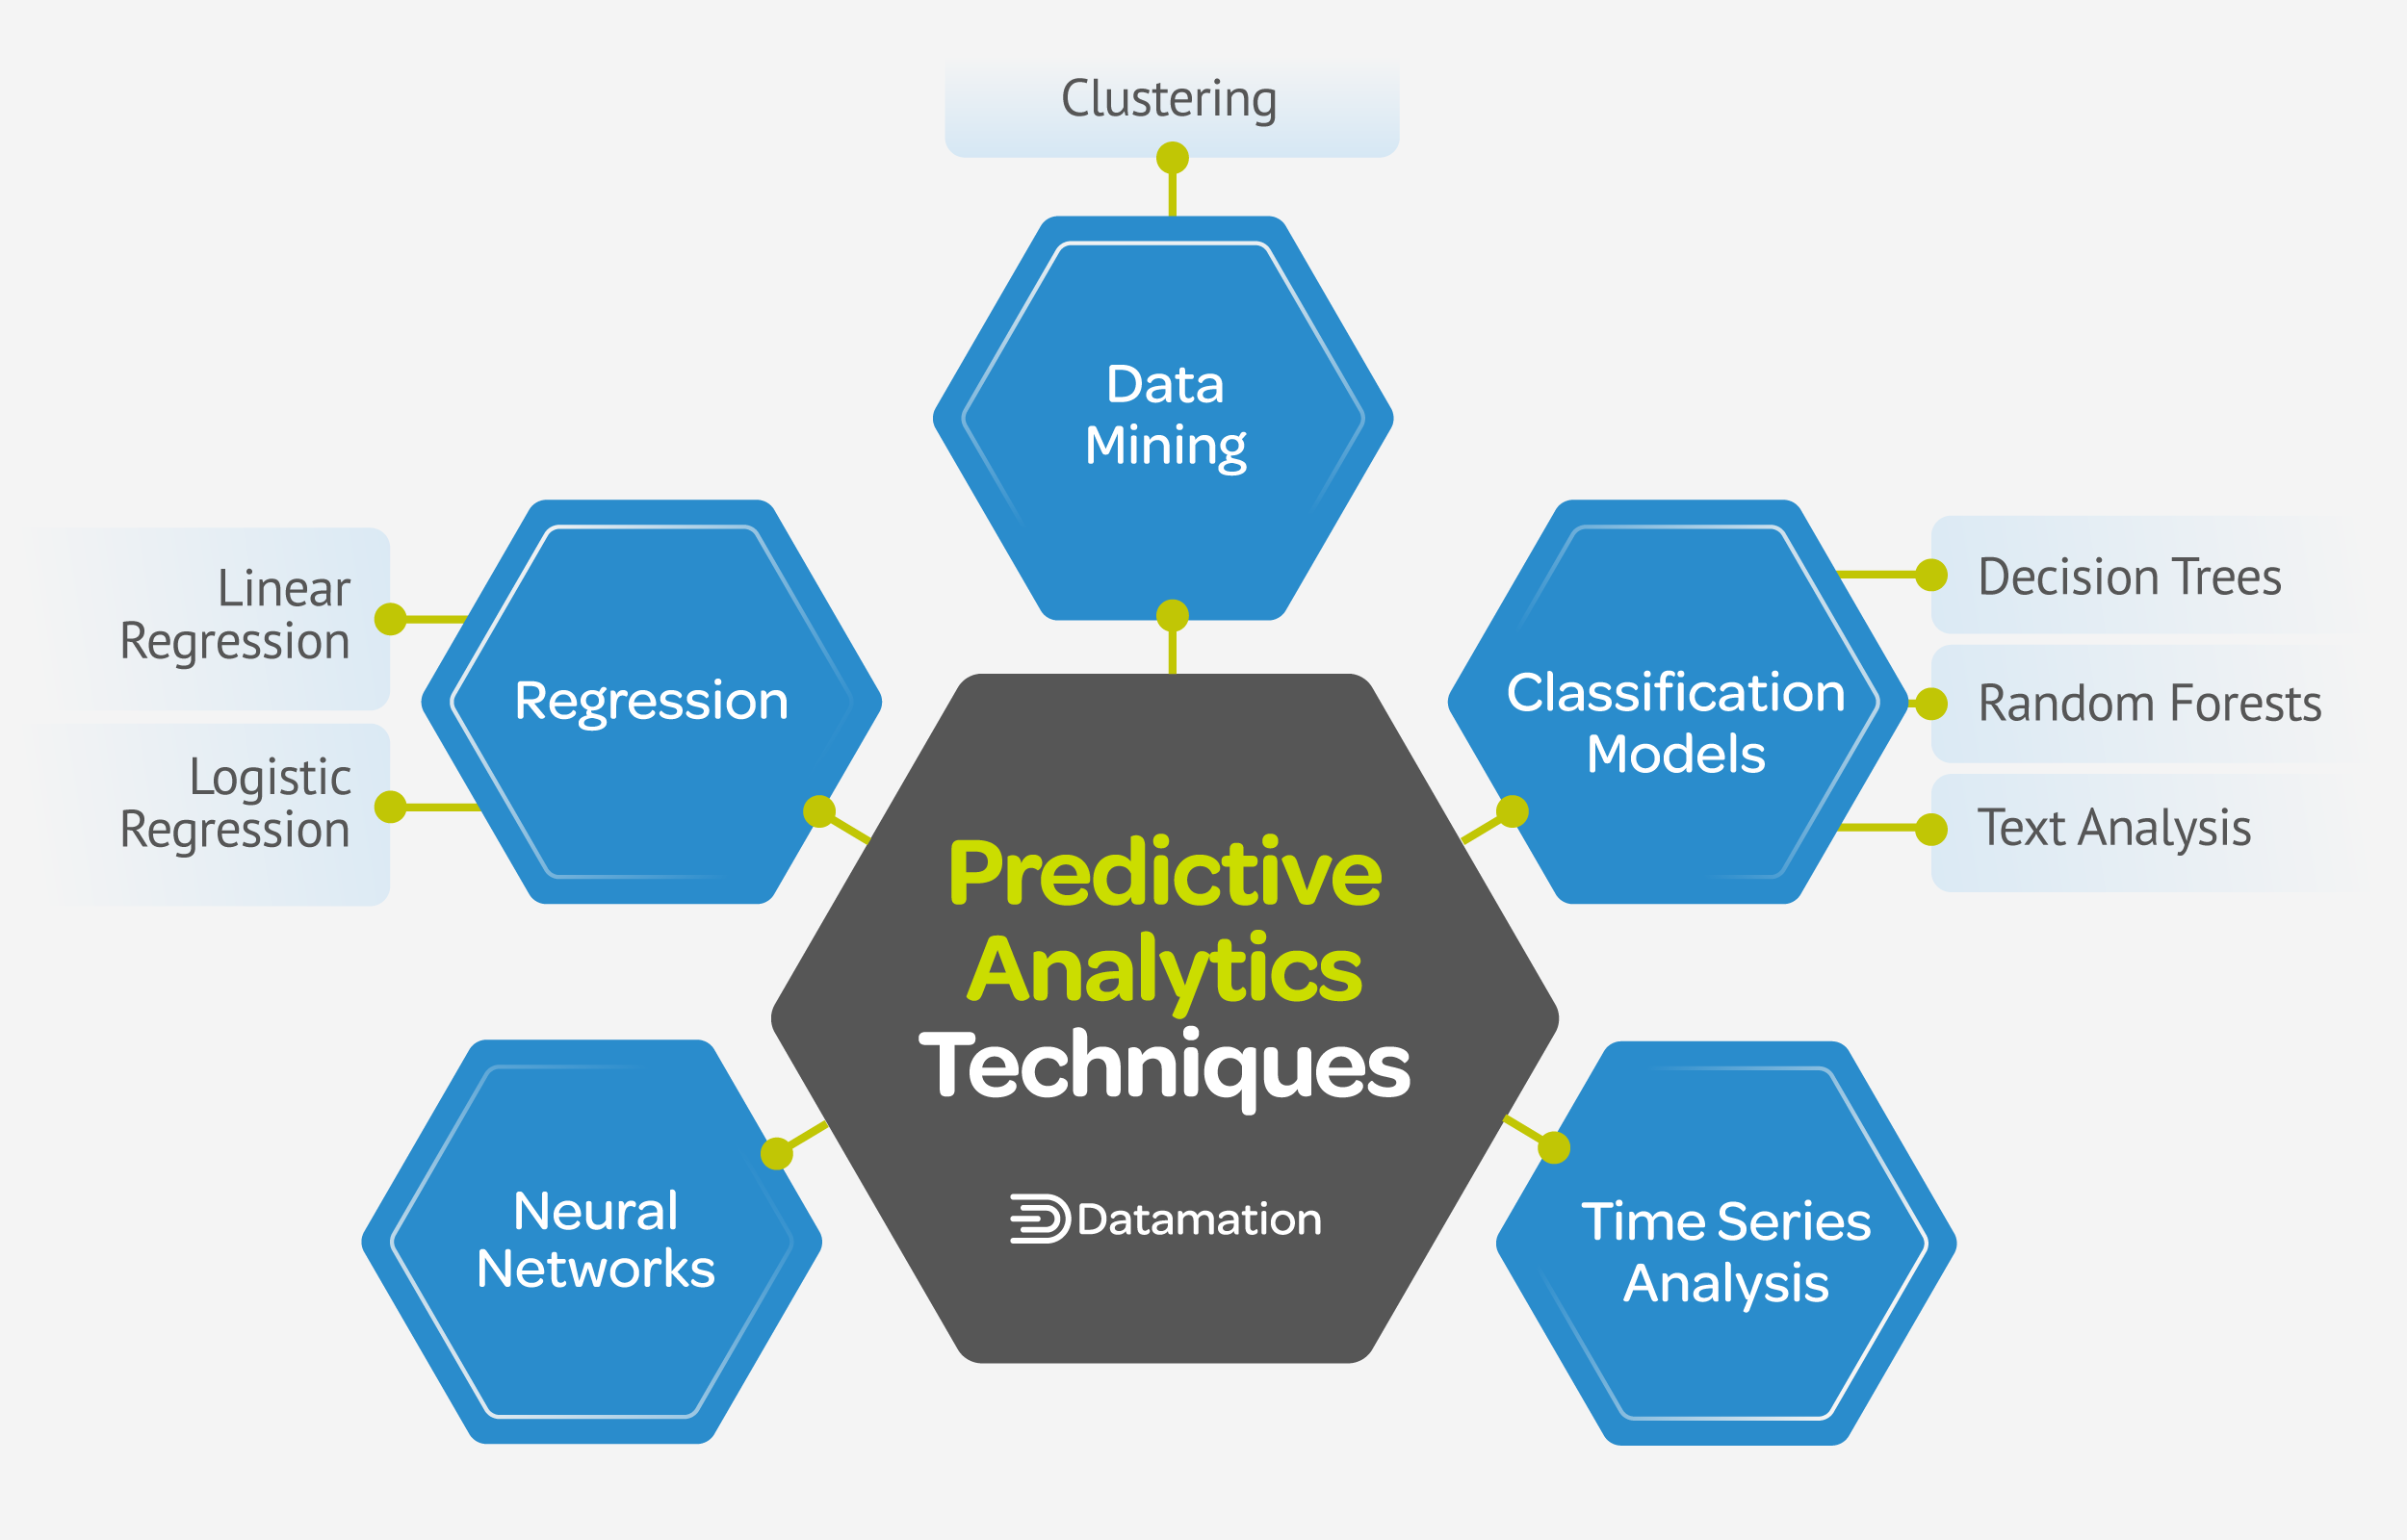 Clustering
Data
Mining
Linear
Regression
Logistic
Regression
Regression
Classification
Models
Decision Trees
Random Forests
Text Analysis
Predictive
Analytics
Techniques
Datamation
Neural
Networks
Time Series
Analysis